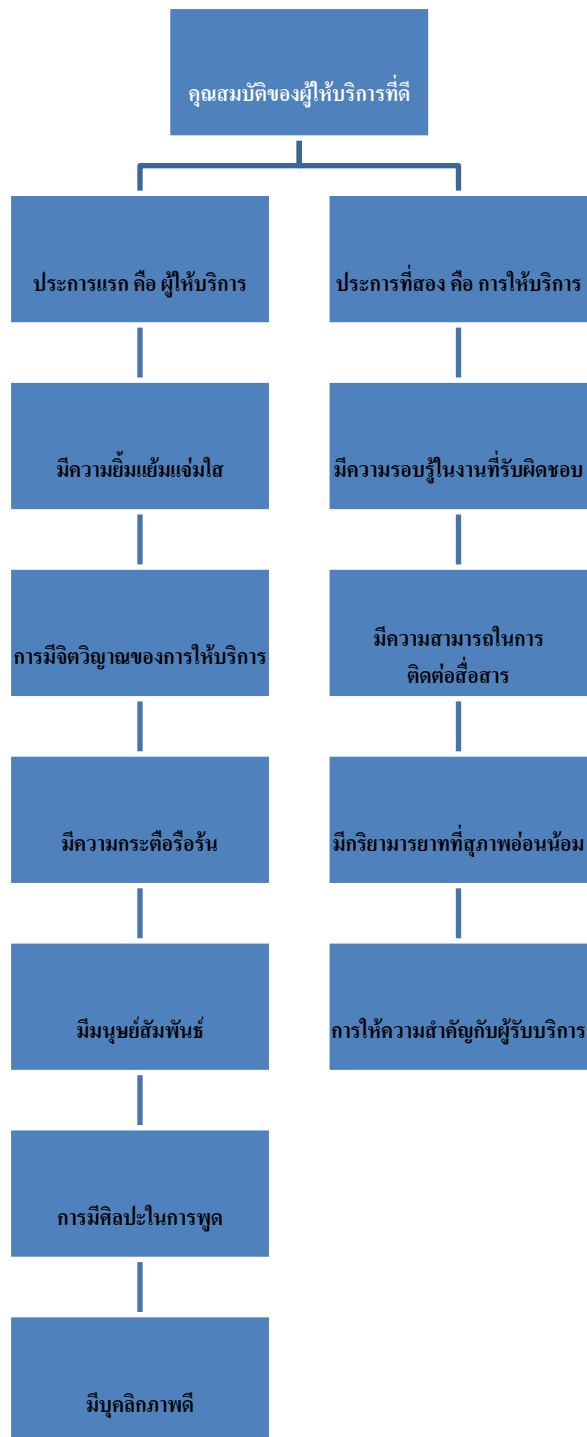 คุณสมบัติของผู้ให้บริการที่ดี
ประการแรก คือ ผู้ให้บริการ
มีความยิ้มแย้มแจ่มใส
การมีจิตวิญาณของการให้บริการ
มีความกระตือรือร้น
มีมนุษย์สัมพันธ์
การมีศิลปะในการพูด
มีบุคลิกภาพดี
ประการที่สอง คือ การให้บริการ
มีความรอบรู้ในงานที่รับผิดชอบ
มีความสามารถในการ
ติดต่อสื่อสาร
มีกริยามารยาทที่สุภาพอ่อนน้อม
การให้ความสำคัญกับผู้รับบริการ